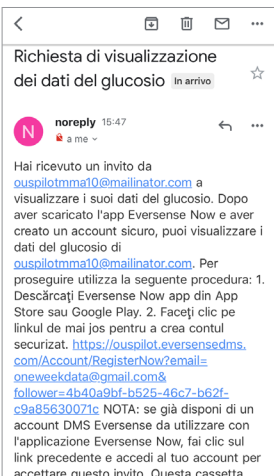 Richiesta di visualizzazione
dei dati del glucosio In arrivo
N noreply 15:47
a me
Hai ricevuto un invito da
ouspilotmma10@mailinator.com a
visualizzare i suoi dati del glucosio. Dopo
aver scaricato l'app Eversense Now e aver
creato un account sicuro, puoi visualizzare i
dati del glucosio di
ouspilotmma10@mailinator.com. Per
proseguire utilizza la seguente procedura: 1.
Descărcaţi Eversense Now app din App
Store sau Google Play. 2. Faceţi clic pe
linkul de mai jos pentru a crea contul
securizat. https://ouspilot.eversensedms.
com/Account/RegisterNow?email=
oneweekdata@gmail.com&
follower=4b40a9bf-b525-46c7-b62f-
c9a85630071c NOTA: se già disponi di un
account DMS Eversense da utilizzare con
l'applicazione Eversense Now, fai clic sul
link precedente e accedi al tuo account per
accettare questo invito. Questa cassetta